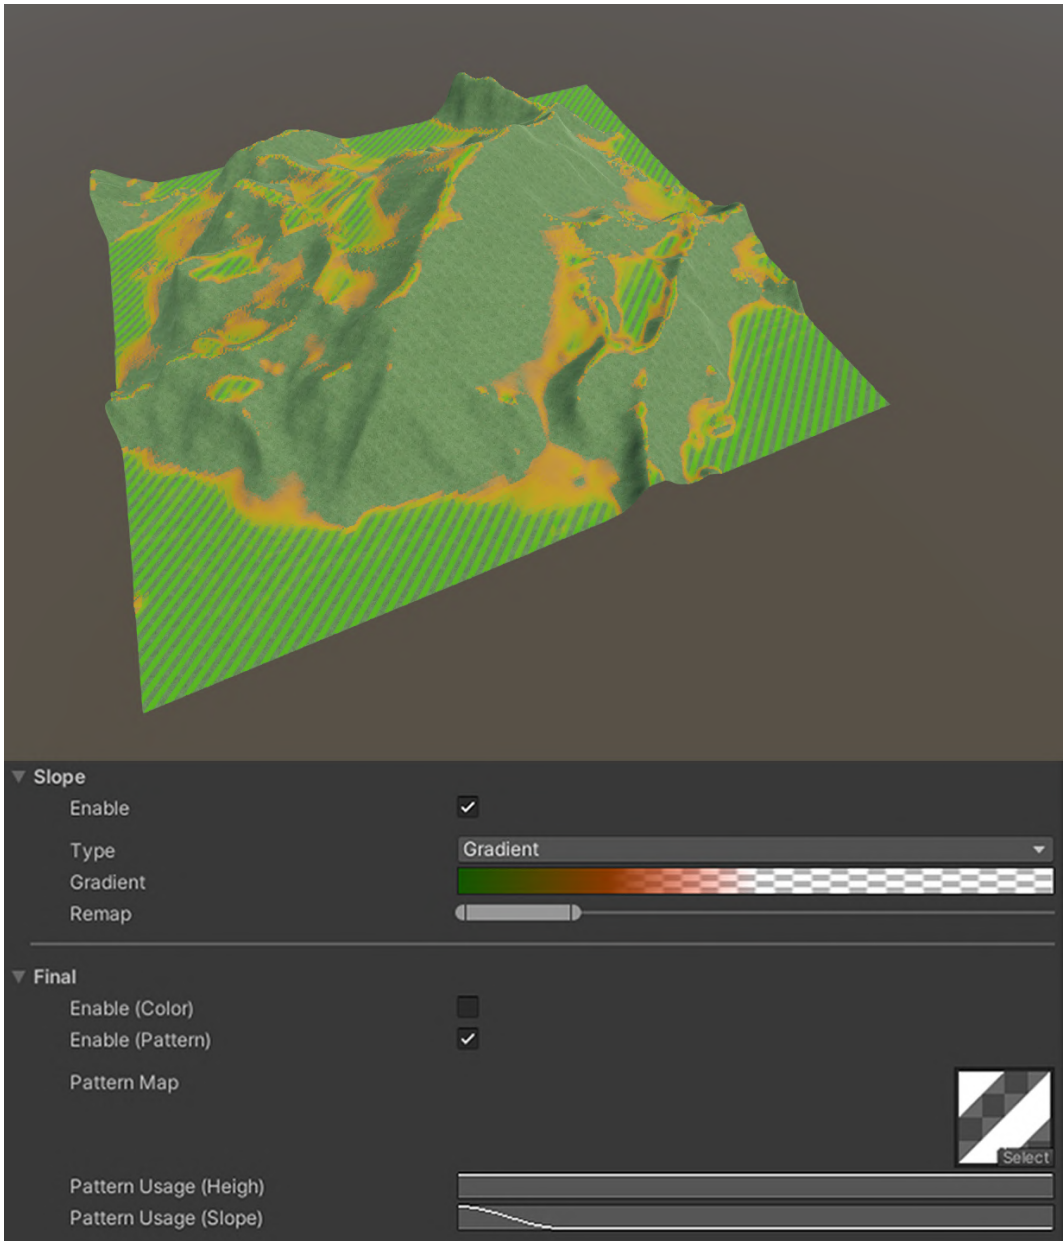 Slope
Enable
Type
Gradient
Gradient
Remap
Final
Enable (Color)
Enable (Pattern)
Pattern Map
Select
Pattern Usage (Heigh)
Pattern Usage (Slope)